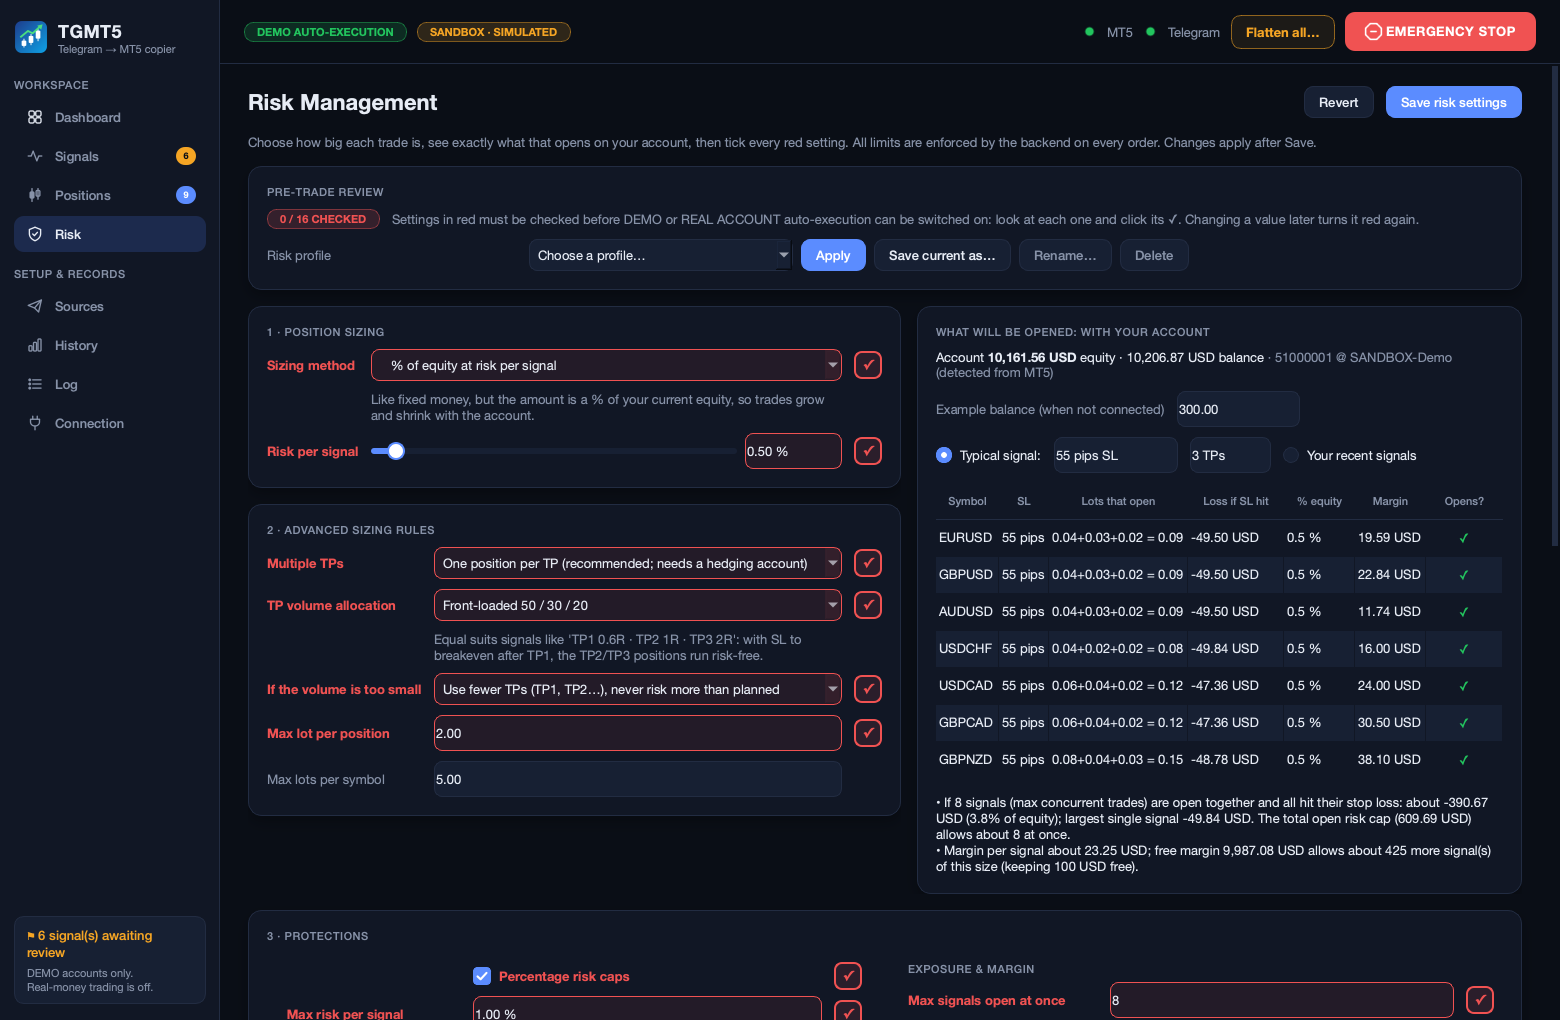 TGMT5
Telegram → MT5 copier
WORKSPACE
Dashboard
Signals 6
Positions 9
Risk
SETUP & RECORDS
Sources
History
Log
Connection
⚑ 6 signal(s) awaiting
review
DEMO accounts only.
Real-money trading is off.
DEMO AUTO-EXECUTION
SANDBOX · SIMULATED
MT5
Telegram
Flatten all...
EMERGENCY STOP
Risk Management
Revert
Save risk settings
Choose how big each trade is, see exactly what that opens on your account, then tick every red setting. All limits are enforced by the backend on every order. Changes apply after Save.
PRE-TRADE REVIEW
0 / 16 CHECKED
Settings in red must be checked before DEMO or REAL ACCOUNT auto-execution can be switched on: look at each one and click its ✓. Changing a value later turns it red again.
Risk profile
Choose a profile...
Apply
Save current as...
Rename...
Delete
1 · POSITION SIZING
Sizing method
% of equity at risk per signal
✓
Like fixed money, but the amount is a % of your current equity, so trades grow
and shrink with the account.
Risk per signal
0.50 %
✓
2 · ADVANCED SIZING RULES
Multiple TPs
One position per TP (recommended; needs a hedging account)
✓
TP volume allocation
Front-loaded 50 / 30 / 20
✓
Equal suits signals like 'TP1 0.6R · TP2 1R · TP3 2R': with SL to
breakeven after TP1, the TP2/TP3 positions run risk-free.
If the volume is too small
Use fewer TPs (TP1, TP2...), never risk more than planned
✓
Max lot per position
2.00
✓
Max lots per symbol
5.00
WHAT WILL BE OPENED: WITH YOUR ACCOUNT
Account 10,161.56 USD equity · 10,206.87 USD balance · 51000001 @ SANDBOX-Demo
(detected from MT5)
Example balance (when not connected)
300.00
Typical signal:
55 pips SL
3 TPs
Your recent signals
Symbol SL Lots that open Loss if SL hit % equity Margin Opens?
EURUSD 55 pips 0.04+0.03+0.02 = 0.09 -49.50 USD 0.5 % 19.59 USD ✓
GBPUSD 55 pips 0.04+0.03+0.02 = 0.09 -49.50 USD 0.5 % 22.84 USD ✓
AUDUSD 55 pips 0.04+0.03+0.02 = 0.09 -49.50 USD 0.5 % 11.74 USD ✓
USDCHF 55 pips 0.04+0.02+0.02 = 0.08 -49.84 USD 0.5 % 16.00 USD ✓
USDCAD 55 pips 0.06+0.04+0.02 = 0.12 -47.36 USD 0.5 % 24.00 USD ✓
GBPCAD 55 pips 0.06+0.04+0.02 = 0.12 -47.36 USD 0.5 % 30.50 USD ✓
GBPNZD 55 pips 0.08+0.04+0.03 = 0.15 -48.78 USD 0.5 % 38.10 USD ✓
• If 8 signals (max concurrent trades) are open together and all hit their stop loss: about -390.67
USD (3.8% of equity); largest single signal -49.84 USD. The total open risk cap (609.69 USD)
allows about 8 at once.
• Margin per signal about 23.25 USD; free margin 9,987.08 USD allows about 425 more signal(s)
of this size (keeping 100 USD free).
3 · PROTECTIONS
Percentage risk caps
✓
Max risk per signal
1.00 %
✓
EXPOSURE & MARGIN
Max signals open at once
8
✓